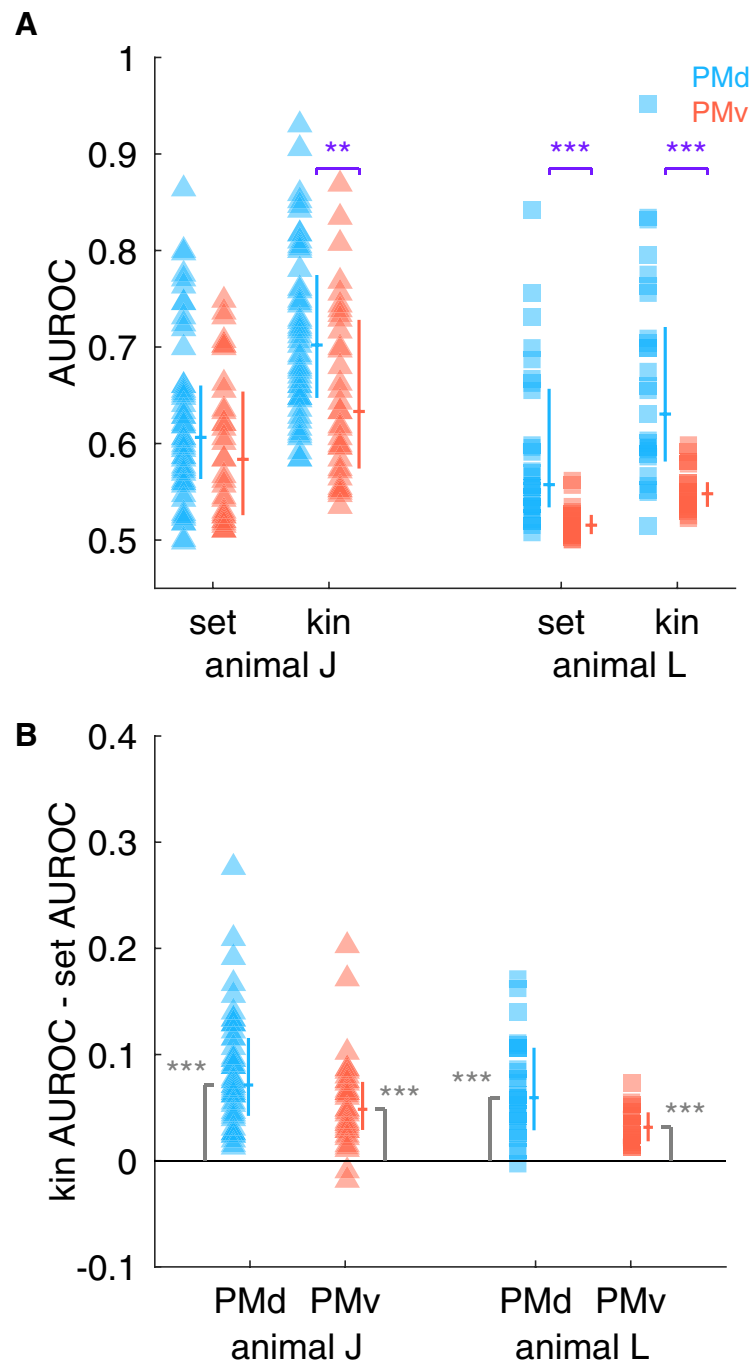 A
1
PMd
PMv
0.9
** *** ***
0.8
AUROC
0.7
0.6
0.5
set kin set kin
animal J animal L
B
0.4
0.3
kin AUROC - set AUROC
0.2
0.1
*** *** *** ***
0
-0.1
PMd PMv PMd PMv
animal J animal L